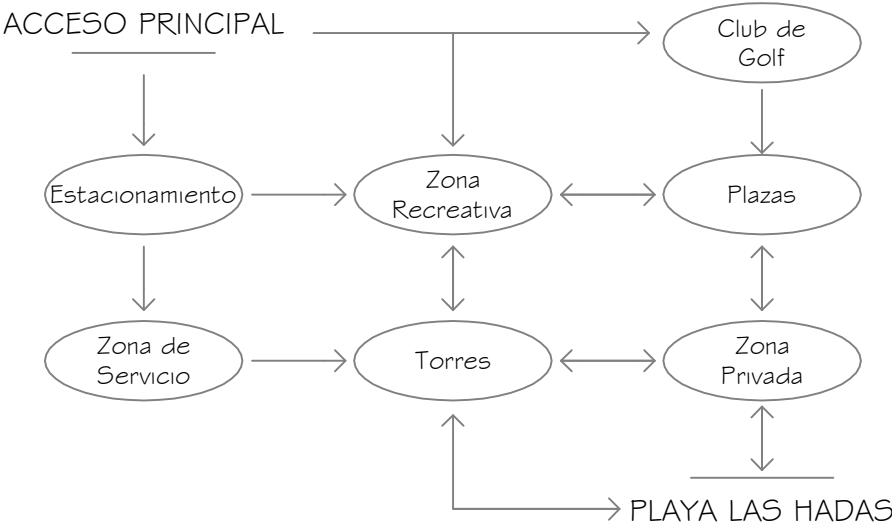 ACCESO PRINCIPAL
Club de
Golf
Estacionamiento
Zona
Recreativa
Plazas
Zona de
Servicio
Torres
Zona
Privada
PLAYA LAS HADAS